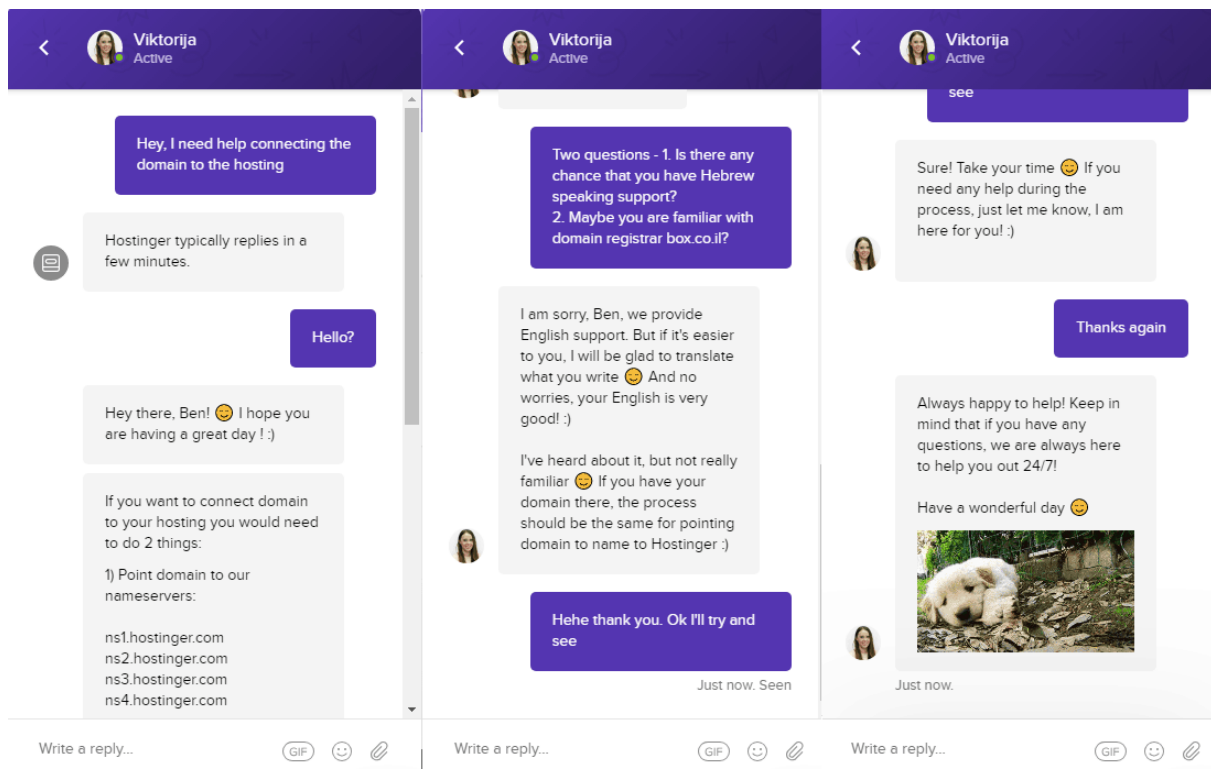 Viktorija
Active
Hey, I need help connecting the
domain to the hosting
Hostinger typically replies in a
few minutes.
Hello?
Hey there, Ben! 😊 I hope you
are having a great day ! :)
If you want to connect domain
to your hosting you would need
to do 2 things:
1) Point domain to our
nameservers:
ns1.hostinger.com
ns2.hostinger.com
ns3.hostinger.com
ns4.hostinger.com
Write a reply...
GIF
Viktorija
Active
Two questions - 1. Is there any
chance that you have Hebrew
speaking support?
2. Maybe you are familiar with
domain registrar box.co.il?
I am sorry, Ben, we provide
English support. But if it's easier
to you, I will be glad to translate
what you write 😊 And no
worries, your English is very
good! :)
I've heard about it, but not really
familiar 😊 If you have your
domain there, the process
should be the same for pointing
domain to name to Hostinger :)
Hehe thank you. Ok I'll try and
see
Just now. Seen
Write a reply...
GIF
Viktorija
Active
see
Sure! Take your time 😊 If you
need any help during the
process, just let me know, I am
here for you! :)
Thanks again
Always happy to help! Keep in
mind that if you have any
questions, we are always here
to help you out 24/7!
Have a wonderful day 😊
Just now.
Write a reply...
GIF